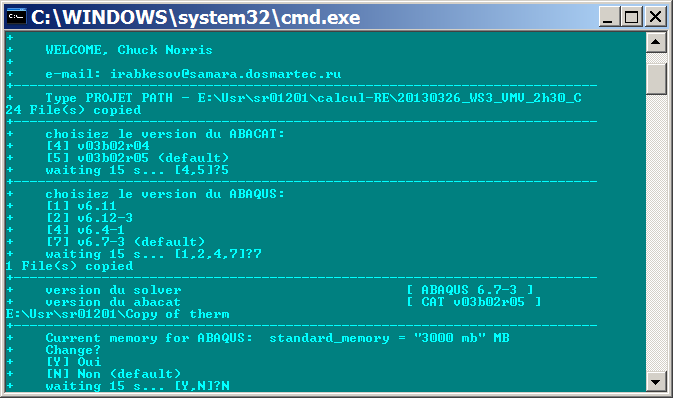 C:\WINDOWS\system32\cmd.exe
+
+ WELCOME, Chuck Norris
+
+ e-mail: irabkesov@samara.dosmartec.ru
+-----------------------------------------------------------------------
+ Type PROJET PATH - E:\Usr\sr01201\calcul-RE\20130326_WS3_VMV_2h30_C
24 File(s) copied
+-----------------------------------------------------------------------
+ choisiez le version du ABACAT:
+ [4] v03b02r04
+ [5] v03b02r05 (default)
+ waiting 15 s... [4,5]?5
+-----------------------------------------------------------------------
+ choisiez le version du ABAQUS:
+ [1] v6.11
+ [2] v6.12-3
+ [4] v6.4-1
+ [7] v6.7-3 (default)
+ waiting 15 s... [1,2,4,7]?7
1 File(s) copied
+-----------------------------------------------------------------------
+ version du solver [ ABAQUS 6.7-3 ]
+ version du abacat [ CAT v03b02r05 ]
E:\Usr\sr01201\Copy of therm
+-----------------------------------------------------------------------
+ Current memory for ABAQUS: standard_memory = "3000 mb" MB
+ Change?
+ [Y] Oui
+ [N] Non (default)
+ waiting 15 s... [Y,N]?N